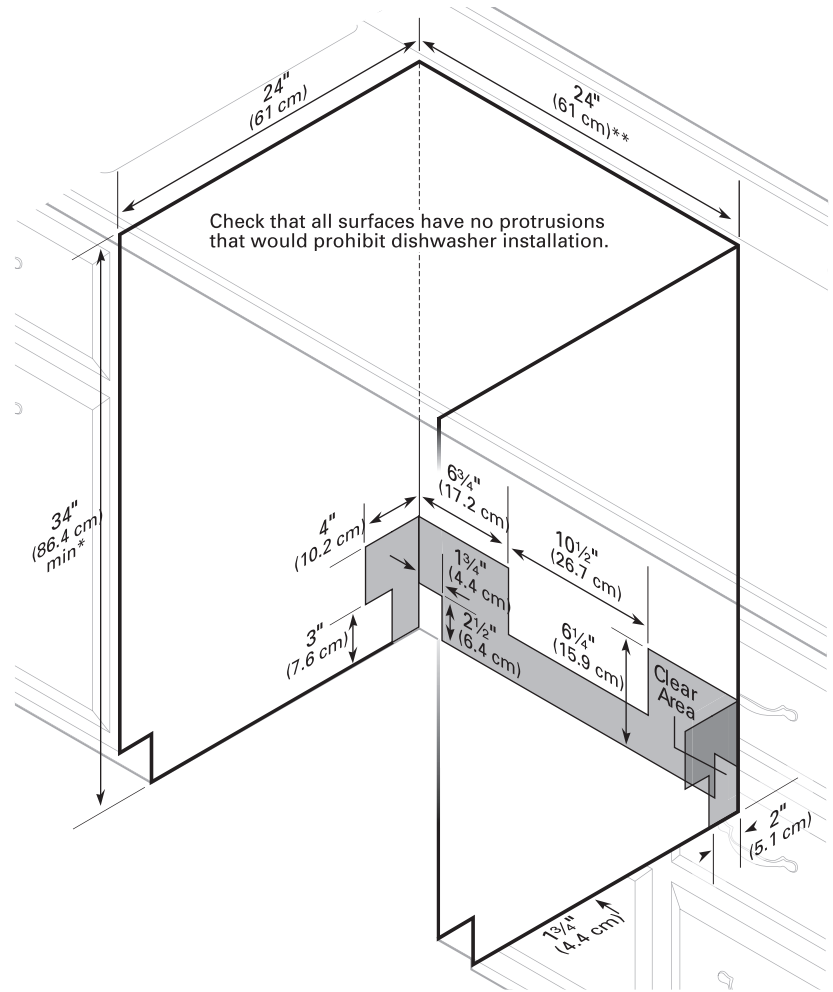 24"
(61 cm)
24"
(61 cm)**
Check that all surfaces have no protrusions
that would prohibit dishwasher installation.
34"
(86.4 cm)
min*
6¾"
(17.2 cm)
4"
(10.2 cm)
10½"
(26.7 cm)
1¾"
(4.4 cm)
3"
(7.6 cm)
2½"
(6.4 cm)
6¼"
(15.9 cm)
Clear
Area
2"
(5.1 cm)
1¾"
(4.4 cm)